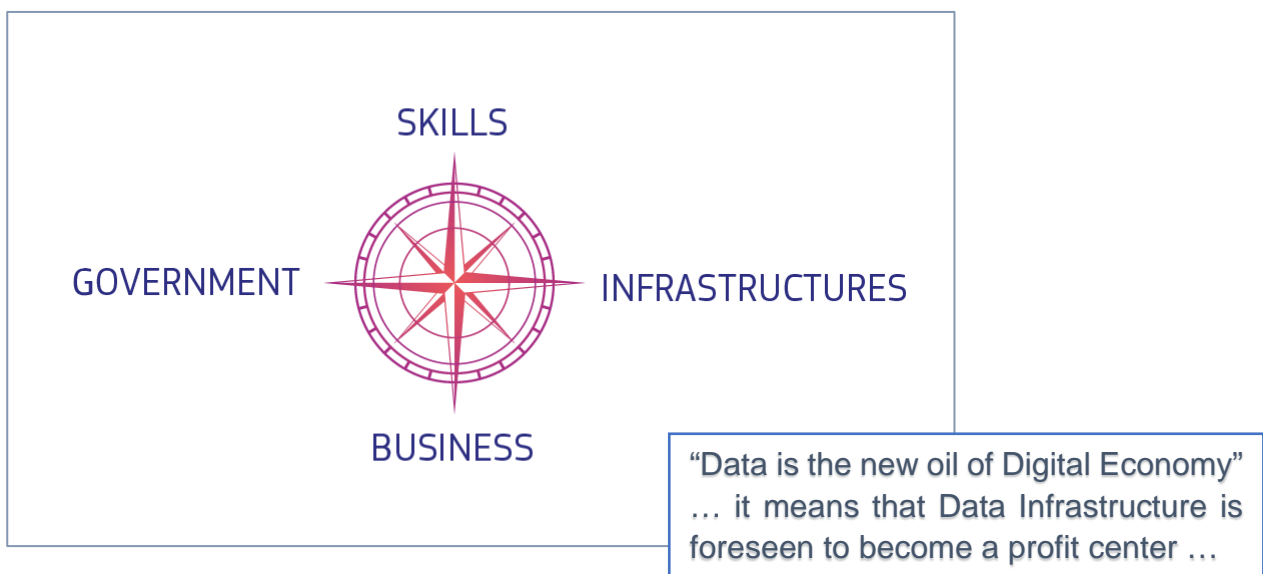 SKILLS
GOVERNMENT
INFRASTRUCTURES
BUSINESS
“Data is the new oil of Digital Economy”
… it means that Data Infrastructure is
foreseen to become a profit center …